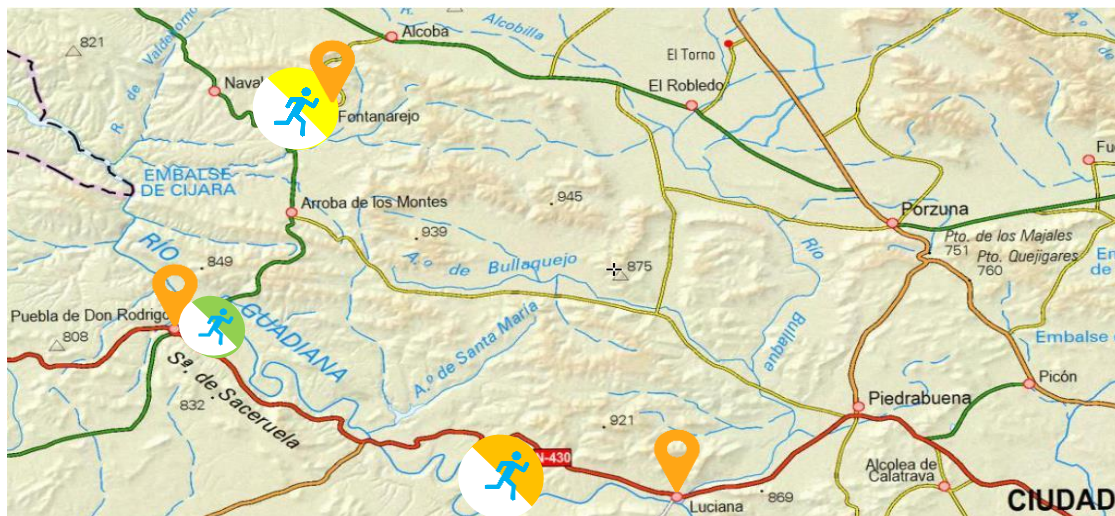 R.
Alcobilla
A.º
821
R. de Valdehornos
Alcoba
El Torno
Naval
El Robledo
Fontanarejo
Fue
EMBALSE
DE CIJARA
945
Arroba de los Montes
Porzuna
939
Pto. de los Majales
751
Pto. Quejigares
760
RÍO
GUADIANA
849
A.º de Bullaquejo
875
RÍO
Bullaque
Puebla de Don Rodrigo
808
Embalse
A.º de Santa María
Sª. de Saceruela
832
Picón
Piedrabuena
921
N-430
Alcolea de
Calatrava
869
Luciana
CIUDAD